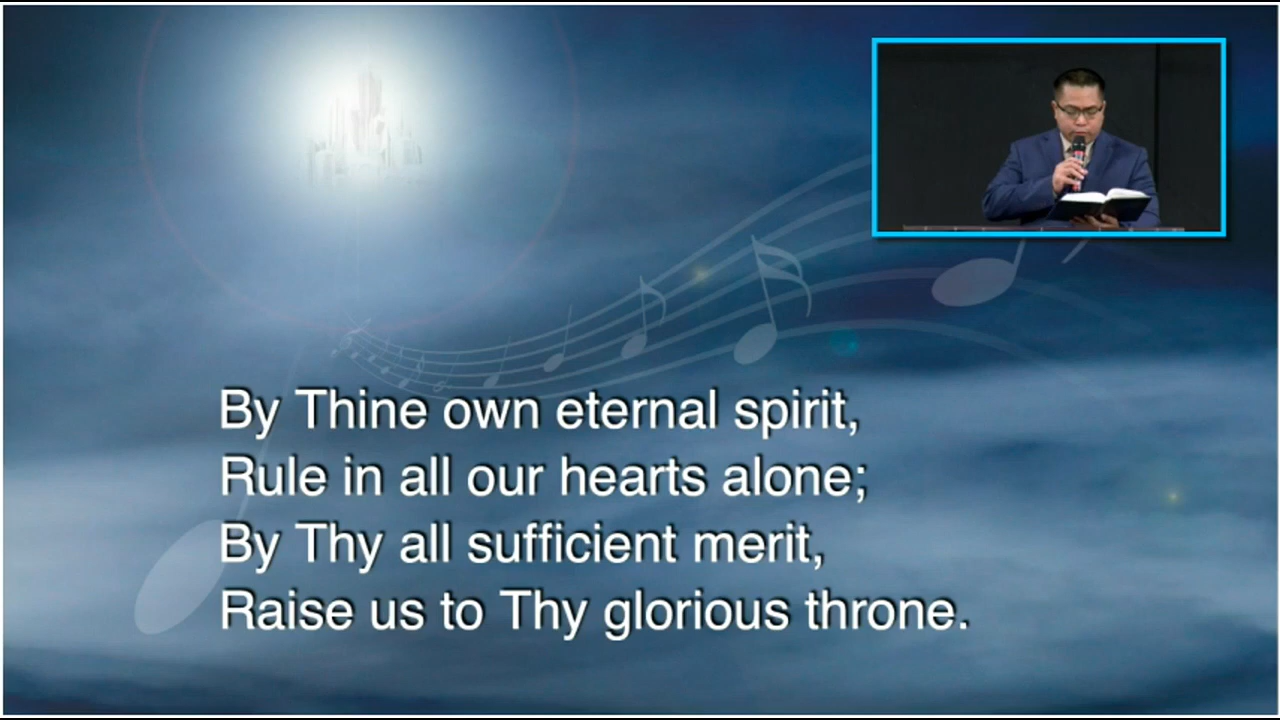 By Thine own eternal spirit,
Rule in all our hearts alone;
By Thy all sufficient merit,
Raise us to Thy glorious throne.